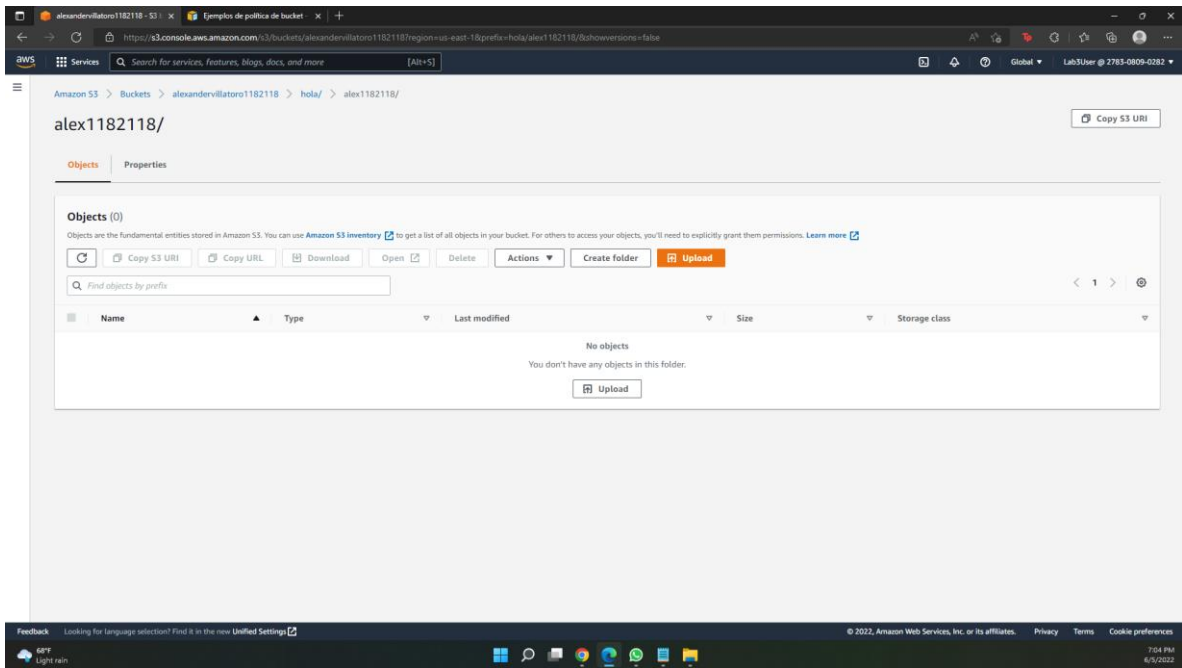 alexandervillatoro1182118 - S3 b
Ejemplos de política de bucket -
https://s3.console.aws.amazon.com/s3/buckets/alexandervillatoro1182118?region=us-east-1&prefix=hola/alex1182118/&showversions=false
aws
Services
Search for services, features, blogs, docs, and more
[Alt+S]
Global ▼
Lab3User @ 2783-0809-0282 ▼
Amazon S3 > Buckets > alexandervillatoro1182118 > hola/ > alex1182118/
alex1182118/
Copy S3 URI
Objects
Properties
Objects (0)
Objects are the fundamental entities stored in Amazon S3. You can use Amazon S3 inventory to get a list of all objects in your bucket. For others to access your objects, you'll need to explicitly grant them permissions. Learn more
Copy S3 URI
Copy URL
Download
Open
Delete
Actions ▼
Create folder
Upload
Find objects by prefix
< 1 >
Name
Type
Last modified
Size
Storage class
No objects
You don't have any objects in this folder.
Upload
Feedback
Looking for language selection? Find it in the new Unified Settings
© 2022, Amazon Web Services, Inc. or its affiliates.
Privacy
Terms
Cookie preferences
68°F
Light rain
7:04 PM
6/5/2022